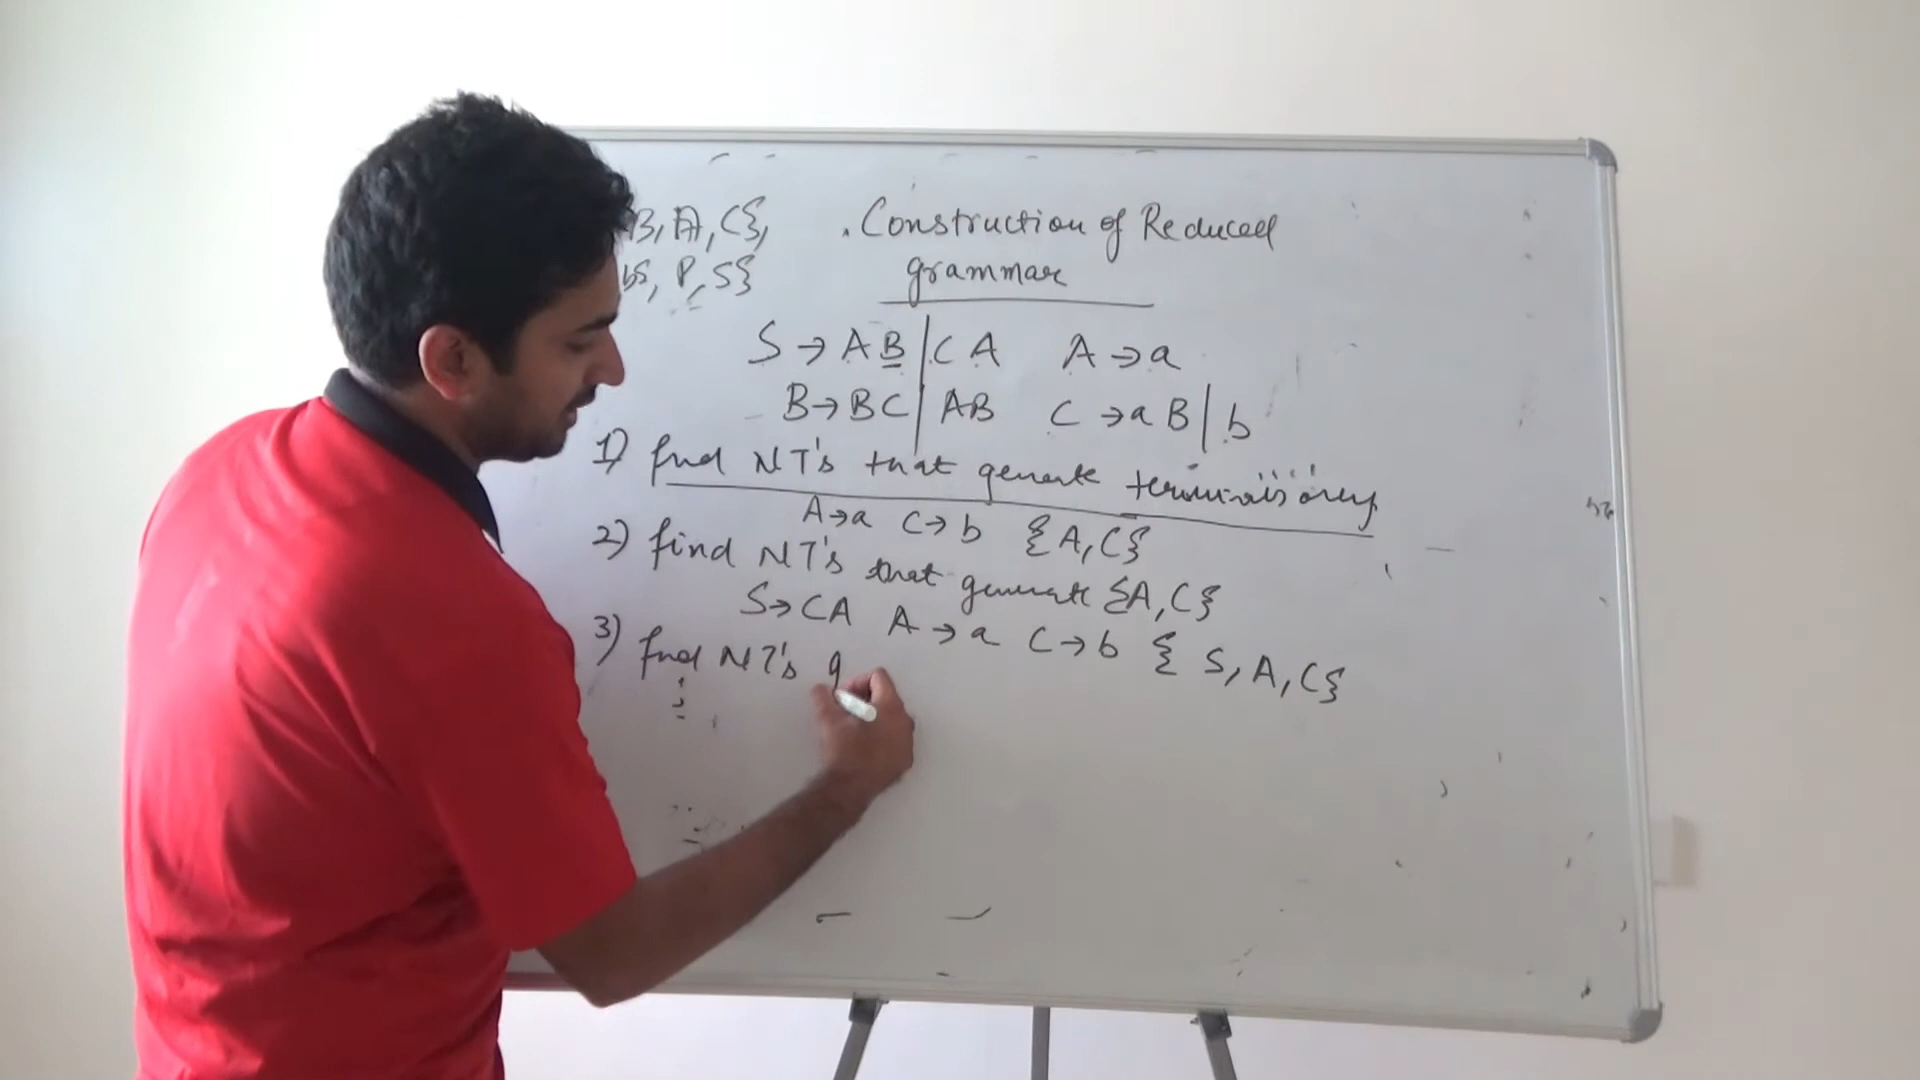 B, A, C},
bs, P, S}
. Construction of Reduced
grammar
S → AB | CA A → a
B → BC | AB C → aB | b
1) find NT's that generate terminals only
A→a C→b {A, C}
2) find NT's that generate {A, C}
S→ CA A → a C → b { S, A, C}
3) find NT's g